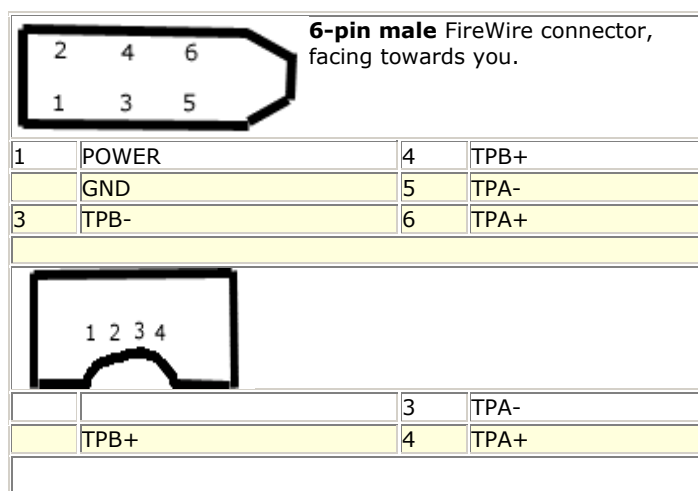 2 4 6
1 3 5
6-pin male FireWire connector,
facing towards you.
1 POWER 4 TPB+
GND 5 TPA-
3 TPB- 6 TPA+
1 2 3 4
3 TPA-
TPB+ 4 TPA+